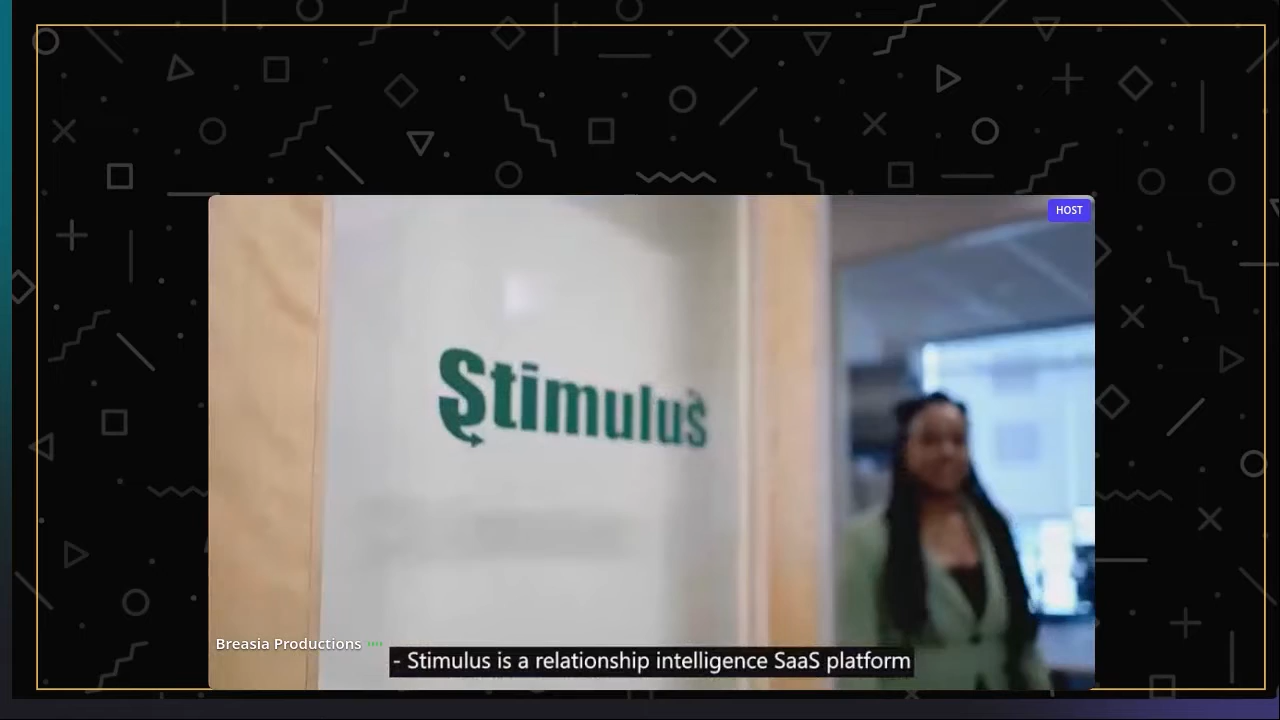 HOST
Stimulus
Breasia Productions
- Stimulus is a relationship intelligence SaaS platform